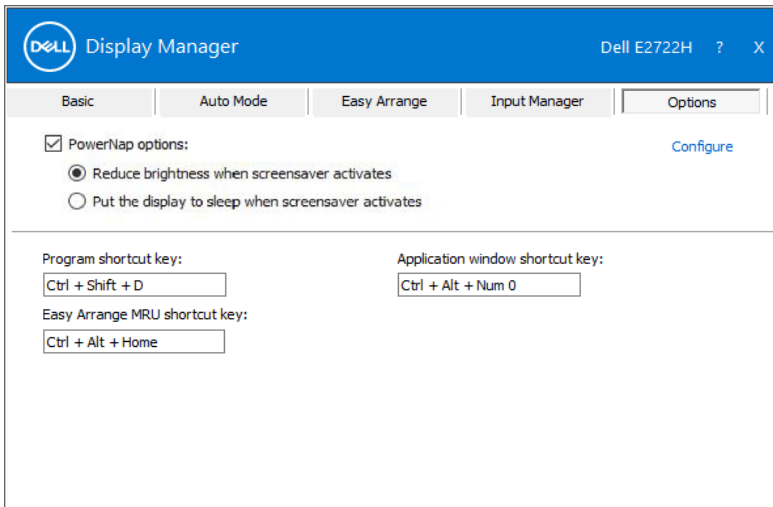 DELL Display Manager Dell E2722H ? X
Basic Auto Mode Easy Arrange Input Manager Options
PowerNap options: Configure
Reduce brightness when screensaver activates
Put the display to sleep when screensaver activates
Program shortcut key: Application window shortcut key:
Ctrl + Shift + D Ctrl + Alt + Num 0
Easy Arrange MRU shortcut key:
Ctrl + Alt + Home